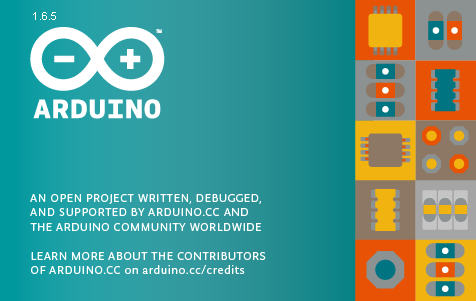 1.6.5
™
ARDUINO
AN OPEN PROJECT WRITTEN, DEBUGGED,
AND SUPPORTED BY ARDUINO.CC AND
THE ARDUINO COMMUNITY WORLDWIDE
LEARN MORE ABOUT THE CONTRIBUTORS
OF ARDUINO.CC on arduino.cc/credits